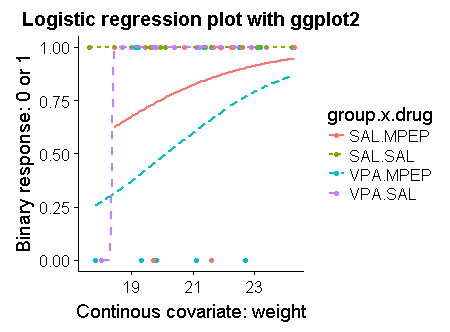 Logistic regression plot with ggplot2
Binary response: 0 or 1
1.00
0.75
0.50
0.25
0.00
19
21
23
Continous covariate: weight
group.x.drug
SAL.MPEP
SAL.SAL
VPA.MPEP
VPA.SAL